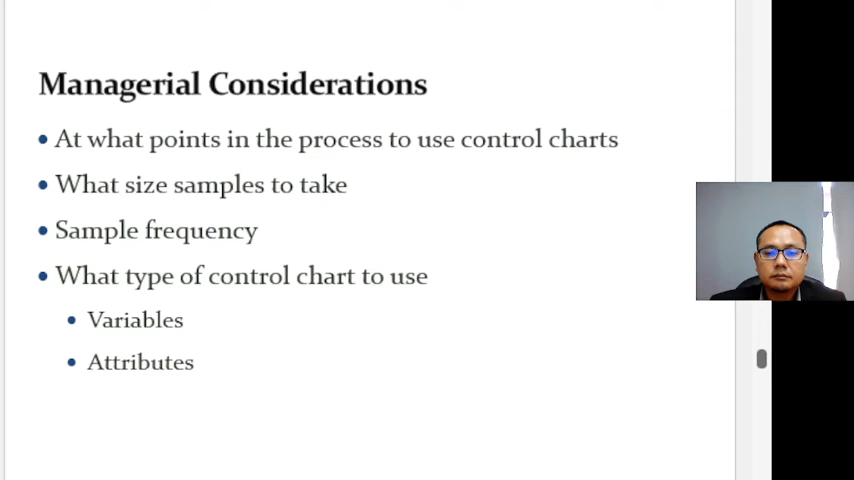 Managerial Considerations
• At what points in the process to use control charts
• What size samples to take
• Sample frequency
• What type of control chart to use
• Variables
• Attributes